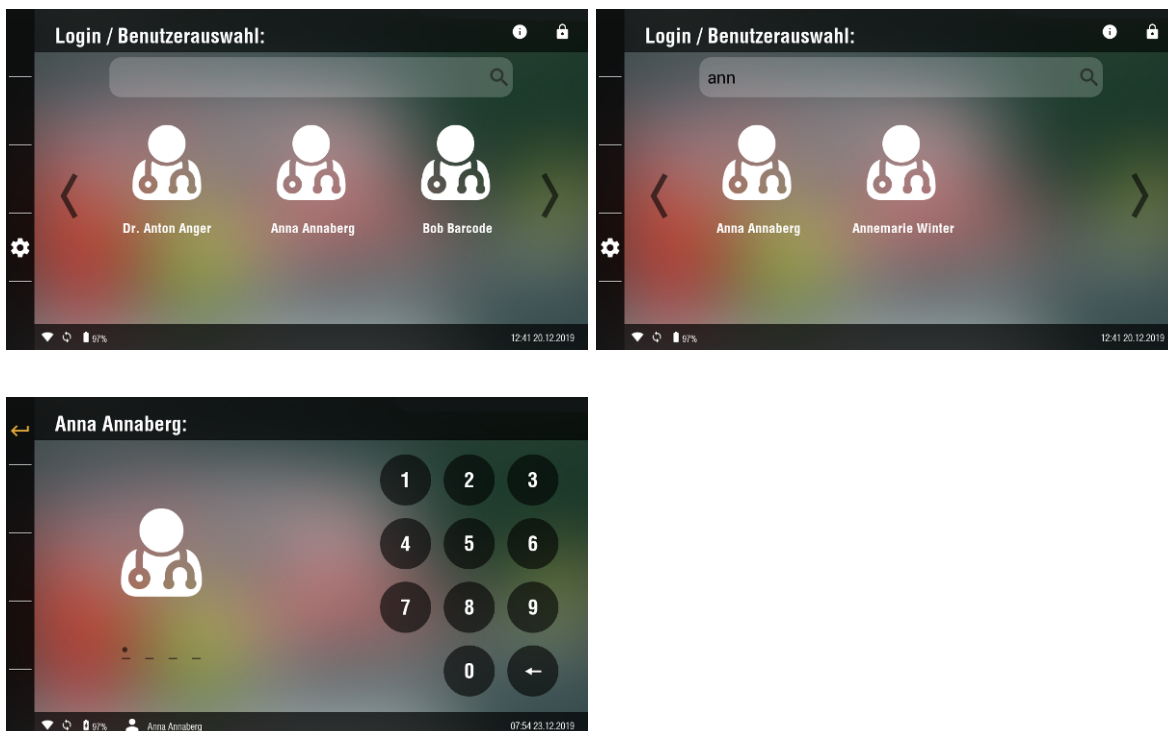 Login / Benutzerauswahl:
Dr. Anton Anger
Anna Annaberg
Bob Barcode
97%
12:41 20.12.2019
Login / Benutzerauswahl:
ann
Anna Annaberg
Annemarie Winter
97%
12:41 20.12.2019
Anna Annaberg:
1 2 3
4 5 6
7 8 9
0
97% Anna Annaberg 07:54 23.12.2019